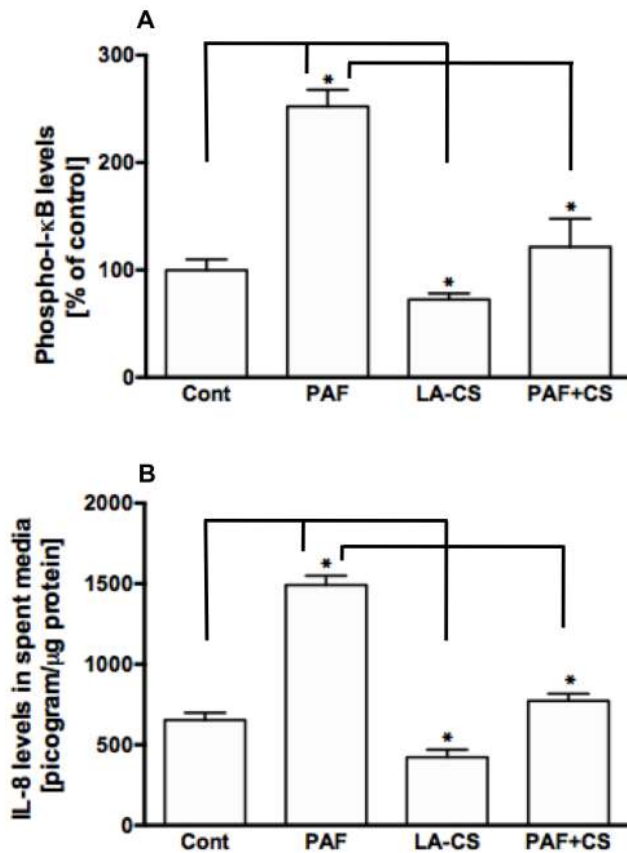 A
Phospho-I-κB levels
[% of control]
300
200
100
0
*
*
*
Cont PAF LA-CS PAF+CS
B
IL-8 levels in spent media
[picogram/μg protein]
2000
1500
1000
500
0
*
*
*
Cont PAF LA-CS PAF+CS